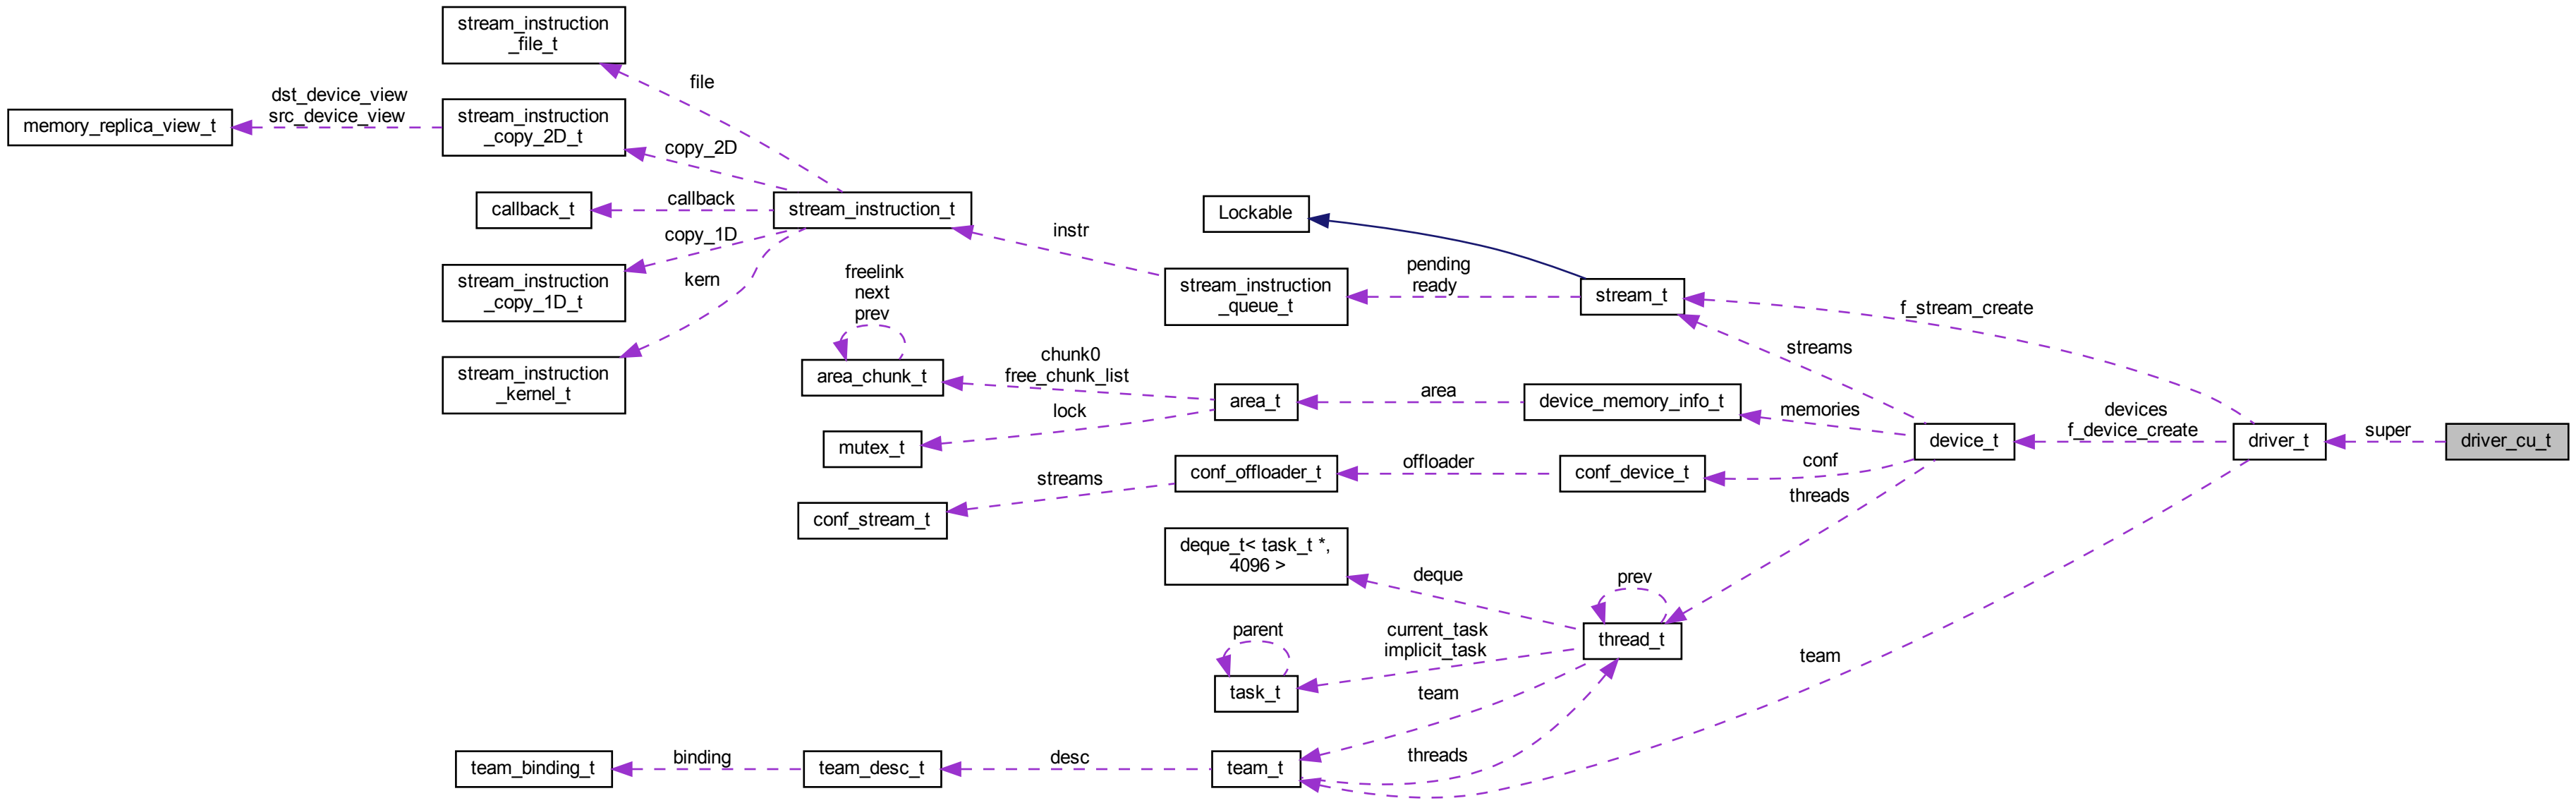 stream_instruction
_file_t
file
dst_device_view
src_device_view
memory_replica_view_t
stream_instruction
_copy_2D_t
copy_2D
callback_t
callback
stream_instruction_t
copy_1D
stream_instruction
_copy_1D_t
kern
stream_instruction
_kernel_t
instr
Lockable
stream_instruction
_queue_t
pending
ready
stream_t
f_stream_create
streams
freelink
next
prev
area_chunk_t
chunk0
free_chunk_list
area_t
area
device_memory_info_t
memories
lock
mutex_t
device_t
devices
f_device_create
driver_t
super
driver_cu_t
conf_offloader_t
offloader
conf_device_t
conf
streams
conf_stream_t
threads
deque_t< task_t *,
4096 >
deque
prev
thread_t
parent
task_t
current_task
implicit_task
team
team
threads
team_binding_t
binding
team_desc_t
desc
team_t